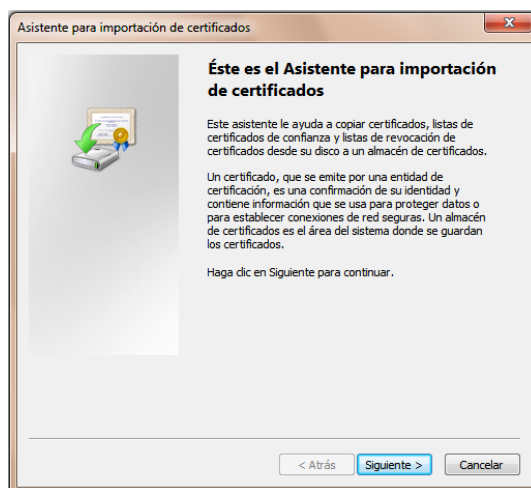 Asistente para importación de certificados
Éste es el Asistente para importación
de certificados
Este asistente le ayuda a copiar certificados, listas de
certificados de confianza y listas de revocación de
certificados desde su disco a un almacén de certificados.
Un certificado, que se emite por una entidad de
certificación, es una confirmación de su identidad y
contiene información que se usa para proteger datos o
para establecer conexiones de red seguras. Un almacén
de certificados es el área del sistema donde se guardan
los certificados.
Haga clic en Siguiente para continuar.
< Atrás
Siguiente >
Cancelar